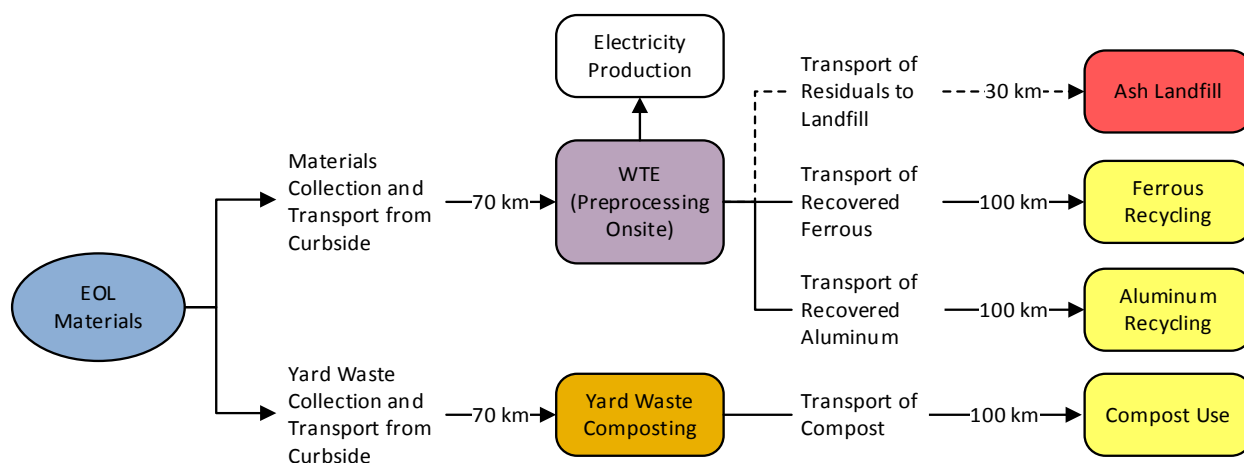 Electricity
Production
Transport of
Residuals to
Landfill
30 km
Ash Landfill
Materials
Collection and
Transport from
Curbside
70 km
WTE
(Preprocessing
Onsite)
Transport of
Recovered
Ferrous
100 km
Ferrous
Recycling
EOL
Materials
Transport of
Recovered
Aluminum
100 km
Aluminum
Recycling
Yard Waste
Collection and
Transport from
Curbside
70 km
Yard Waste
Composting
Transport of
Compost
100 km
Compost Use